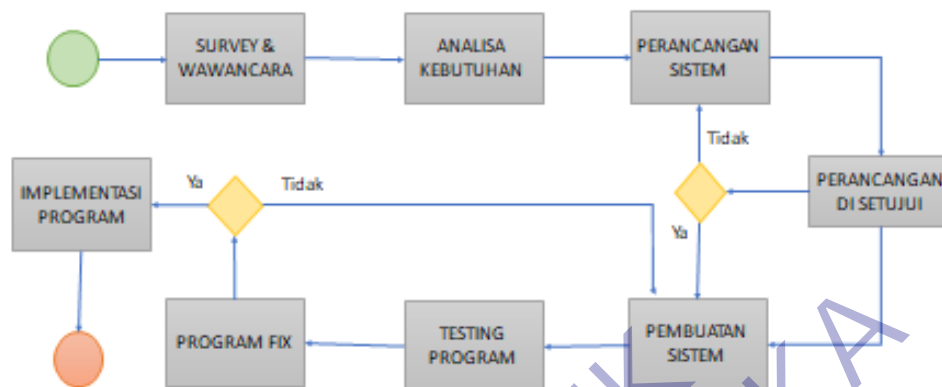 SURVEY &
WAWANCARA
ANALISA
KEBUTUHAN
PERANCANGAN
SISTEM
Tidak
IMPLEMENTASI
PROGRAM
Ya
Tidak
PERANCANGAN
DI SETUJUI
Ya
PROGRAM FIX
TESTING
PROGRAM
PEMBUATAN
SISTEM